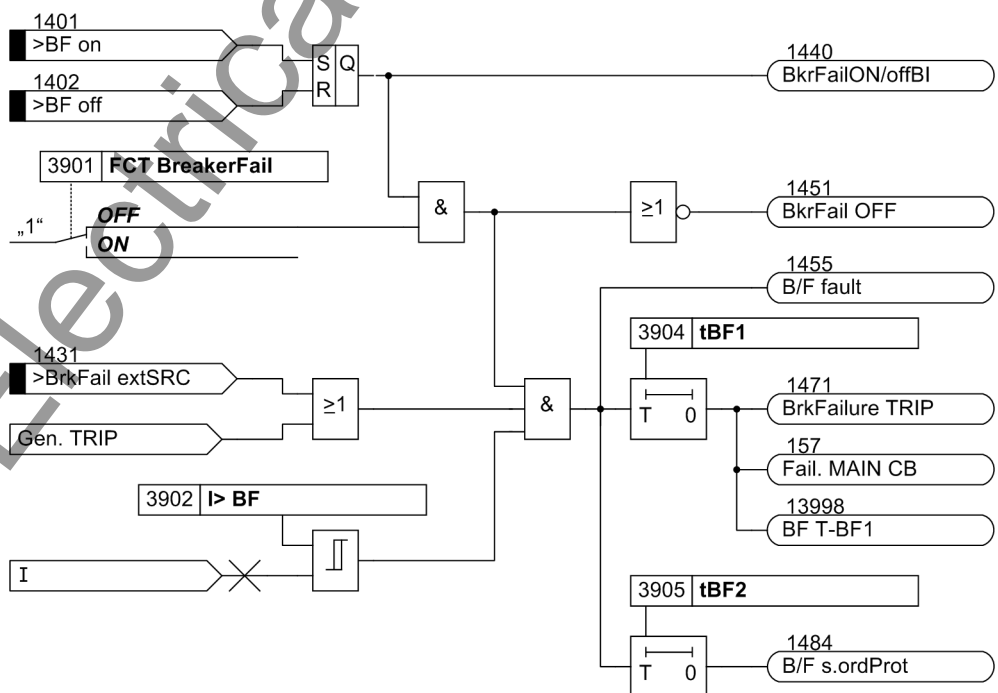 1401
>BF on
1402
>BF off
S Q
R
1440
BkrFailON/offBI
3901 FCT BreakerFail
„1“
OFF
ON
&
≥1
1451
BkrFail OFF
1455
B/F fault
3904 tBF1
1431
>BrkFail extSRC
Gen. TRIP
≥1
&
T 0
1471
BrkFailure TRIP
157
Fail. MAIN CB
13998
BF T-BF1
3902 I> BF
I
3905 tBF2
T 0
1484
B/F s.ordProt
Electrica